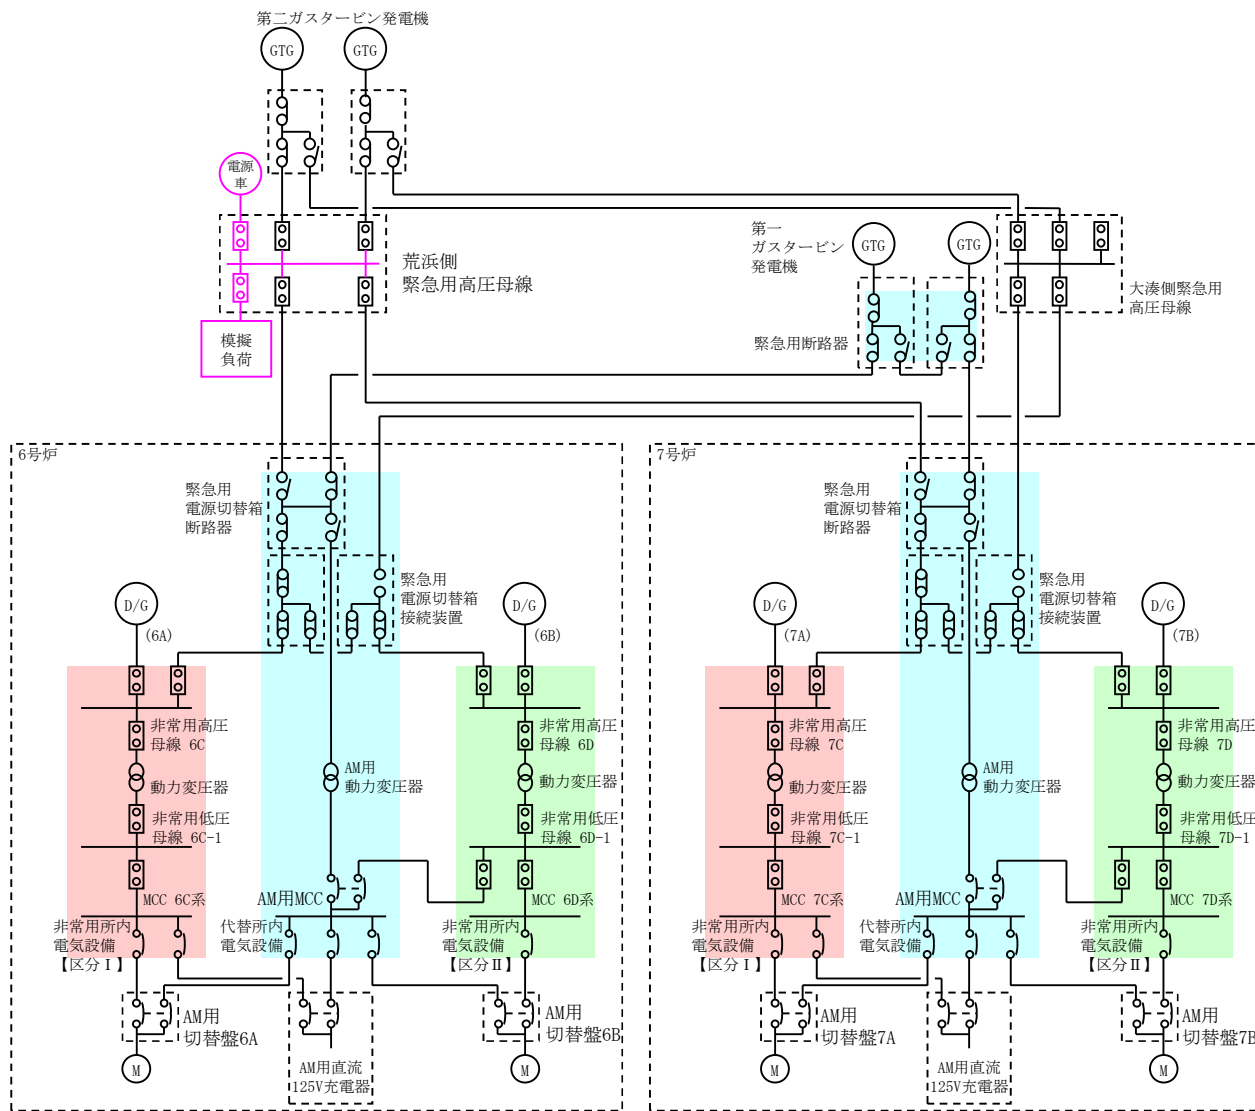 第二ガスタービン発電機
GTG
GTG
電源
車
荒浜側
緊急用高圧母線
模擬
負荷
第一
ガスタービン
発電機
GTG
GTG
緊急用断路器
大湊側緊急用
高圧母線
6号炉
緊急用
電源切替箱
断路器
緊急用
電源切替箱
接続装置
D/G
(6A)
D/G
(6B)
非常用高圧
母線 6C
動力変圧器
非常用低圧
母線 6C-1
MCC 6C系
非常用所内
電気設備
【区分Ⅰ】
AM用
動力変圧器
AM用MCC
代替所内
電気設備
非常用高圧
母線 6D
動力変圧器
非常用低圧
母線 6D-1
MCC 6D系
非常用所内
電気設備
【区分Ⅱ】
AM用
切替盤6A
M
AM用直流
125V充電器
AM用
切替盤6B
M
7号炉
緊急用
電源切替箱
断路器
緊急用
電源切替箱
接続装置
D/G
(7A)
D/G
(7B)
非常用高圧
母線 7C
動力変圧器
非常用低圧
母線 7C-1
MCC 7C系
非常用所内
電気設備
【区分Ⅰ】
AM用
動力変圧器
AM用MCC
代替所内
電気設備
非常用高圧
母線 7D
動力変圧器
非常用低圧
母線 7D-1
MCC 7D系
非常用所内
電気設備
【区分Ⅱ】
AM用
切替盤7A
M
AM用直流
125V充電器
AM用
切替盤7B
M